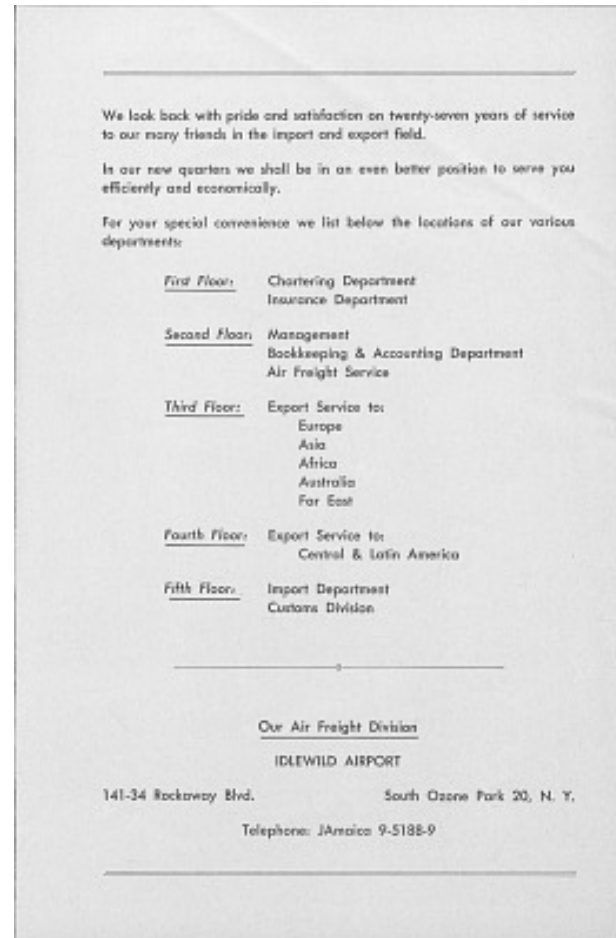 We look back with pride and satisfaction on twenty-seven years of service
to our many friends in the import and export field.
In our new quarters we shall be in an even better position to serve you
efficiently and economically.
For your special convenience we list below the locations of our various
departments:
First Floor: Chartering Department
Insurance Department
Second Floor: Management
Bookkeeping & Accounting Department
Air Freight Service
Third Floor: Export Service to:
Europe
Asia
Africa
Australia
Far East
Fourth Floor: Export Service to:
Central & Latin America
Fifth Floor: Import Department
Customs Division
Our Air Freight Division
IDLEWILD AIRPORT
141-34 Rockaway Blvd. South Ozone Park 20, N. Y.
Telephone: JAmaica 9-5188-9